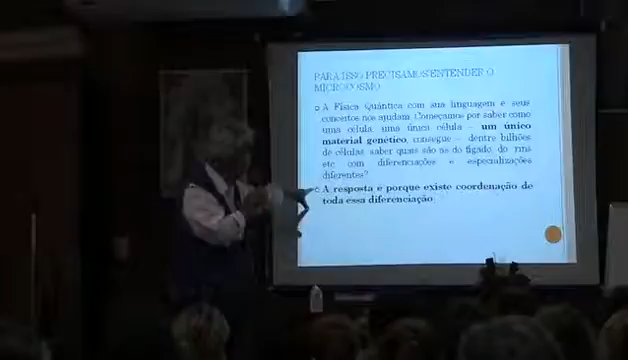 PARA ISSO PRECISAMOS ENTENDER O
MICROCOSMO
A Física Quântica com sua linguagem e seus
conceitos nos ajudam. Começamos por saber como
uma célula, uma única célula – um único
material genético, consegue – dentre bilhões
de células, saber quais são as do fígado, do rins
etc com diferenciações e especializações
diferentes?
A resposta e porque existe coordenação de
toda essa diferenciação